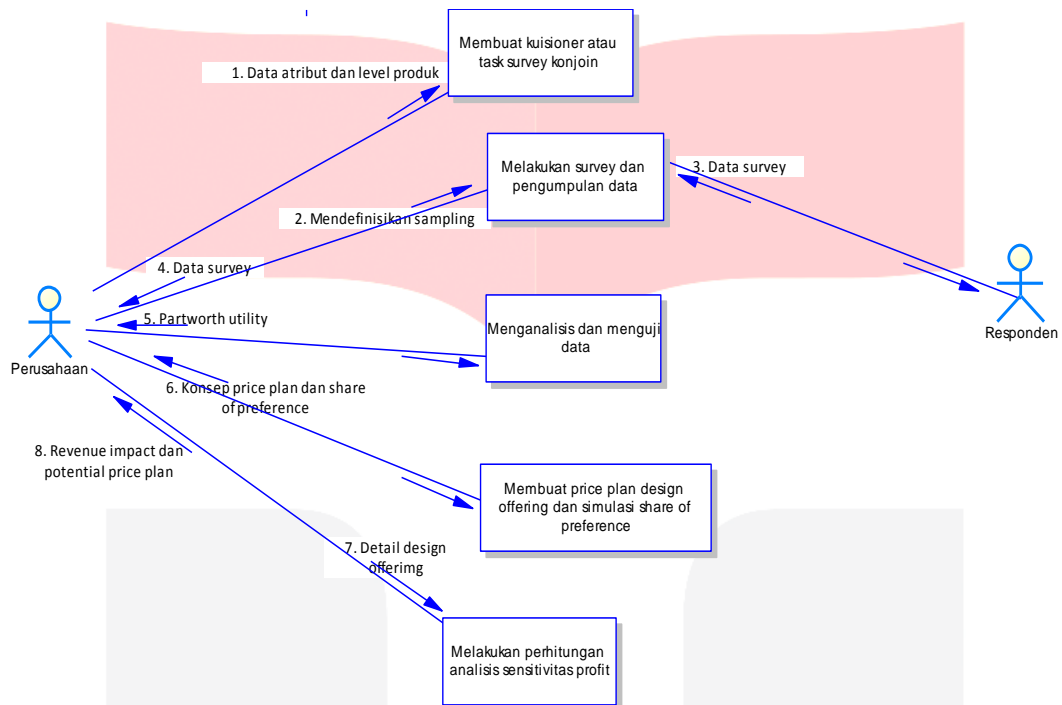 Membuat kuisioner atau
task survey konjoin
1. Data atribut dan level produk
Melakukan survey dan
pengumpulan data
3. Data survey
2. Mendefinisikan sampling
4. Data survey
5. Partworth utility
Menganalisis dan menguji
data
Perusahaan
Responden
6. Konsep price plan dan share
of preference
8. Revenue impact dan
potential price plan
Membuat price plan design
offering dan simulasi share of
preference
7. Detail design
offerimg
Melakukan perhitungan
analisis sensitivitas profit